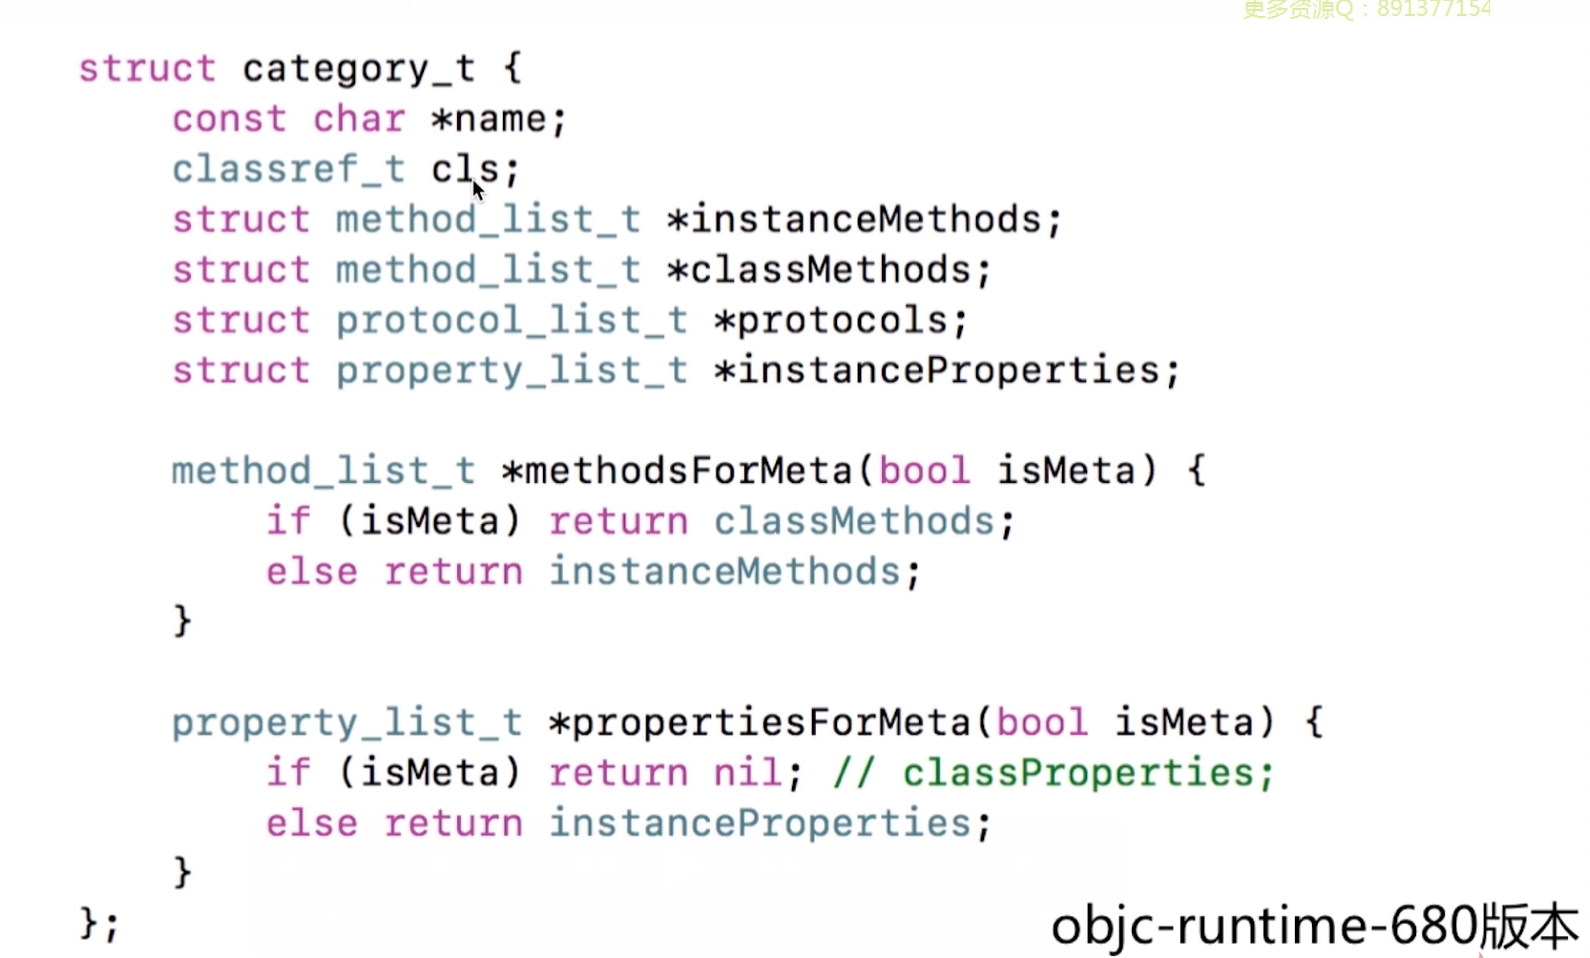 更多资源Q：891377154
struct category_t {
    const char *name;
    classref_t cls;
    struct method_list_t *instanceMethods;
    struct method_list_t *classMethods;
    struct protocol_list_t *protocols;
    struct property_list_t *instanceProperties;

    method_list_t *methodsForMeta(bool isMeta) {
        if (isMeta) return classMethods;
        else return instanceMethods;
    }

    property_list_t *propertiesForMeta(bool isMeta) {
        if (isMeta) return nil; // classProperties;
        else return instanceProperties;
    }
};
objc-runtime-680版本